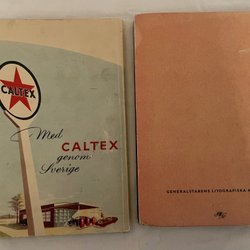 CALTEX
Med
CALTEX
genom
Sverige
GENERALSTABENS LITOGRAFISKA